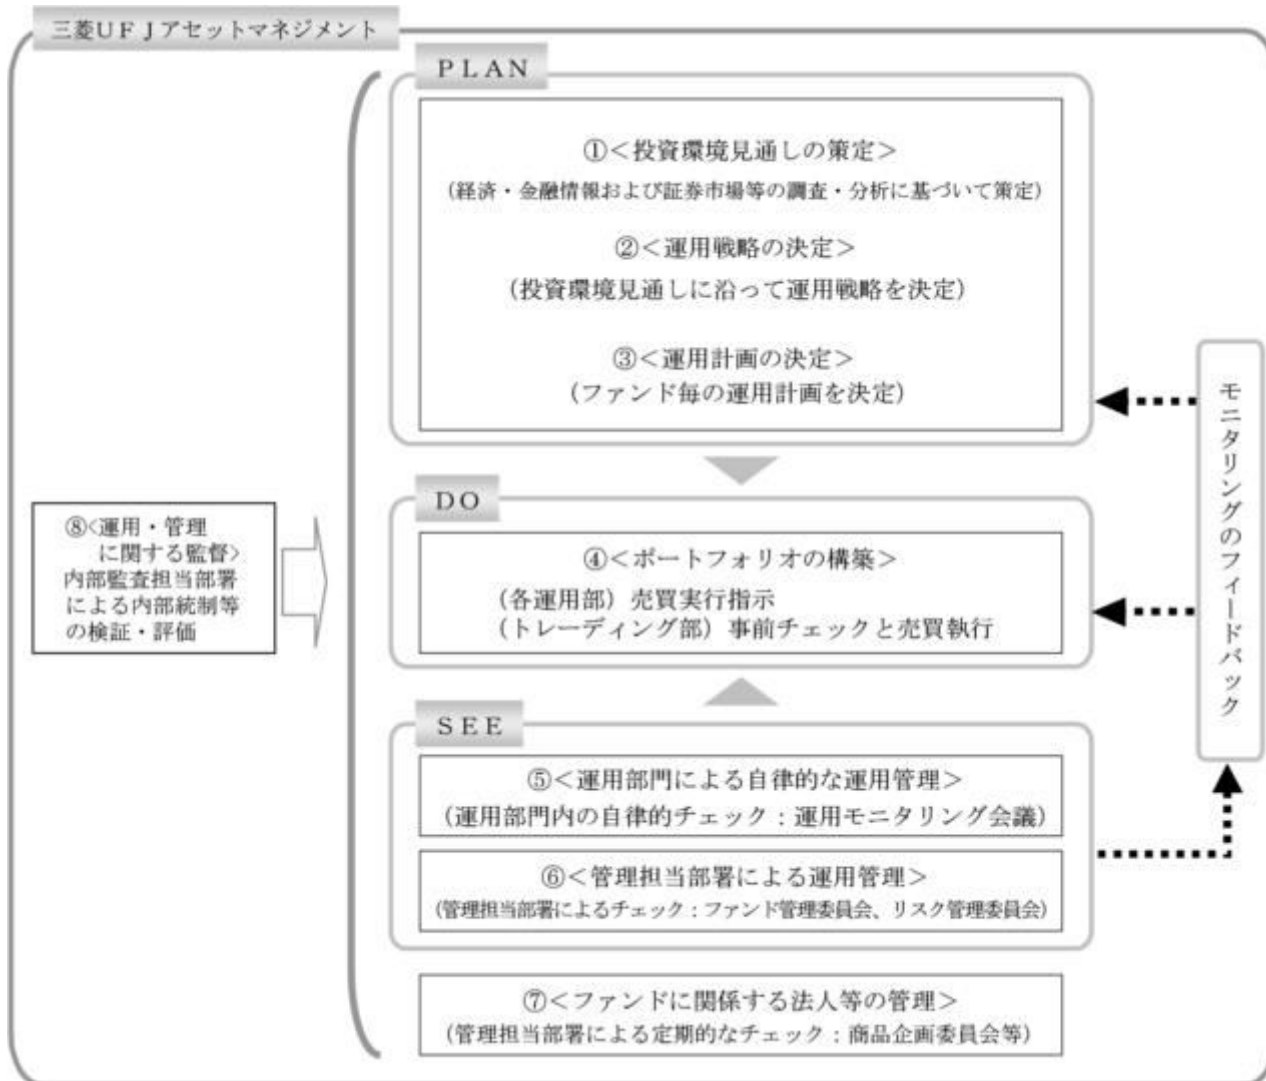 三菱ＵＦＪアセットマネジメント
ＰＬＡＮ
①＜投資環境見通しの策定＞
（経済・金融情報および証券市場等の調査・分析に基づいて策定）
②＜運用戦略の決定＞
（投資環境見通しに沿って運用戦略を決定）
③＜運用計画の決定＞
（ファンド毎の運用計画を決定）
ＤＯ
④＜ポートフォリオの構築＞
（各運用部）売買実行指示
（トレーディング部）事前チェックと売買執行
ＳＥＥ
⑤＜運用部門による自律的な運用管理＞
（運用部門内の自律的チェック：運用モニタリング会議）
⑥＜管理担当部署による運用管理＞
（管理担当部署によるチェック：ファンド管理委員会、リスク管理委員会）
⑦＜ファンドに関係する法人等の管理＞
（管理担当部署による定期的なチェック：商品企画委員会等）
⑧＜運用・管理
に関する監督＞
内部監査担当部署
による内部統制等
の検証・評価
モニタリングのフィードバック